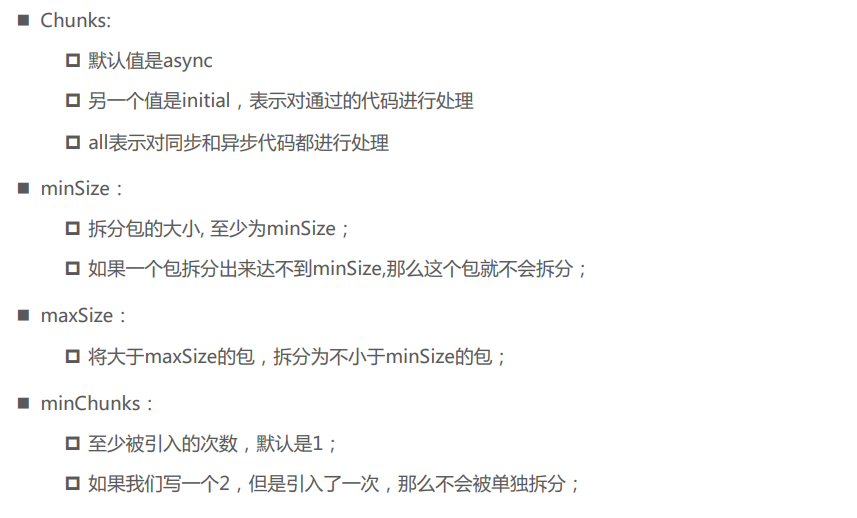 Chunks:
默认值是async
另一个值是initial，表示对通过的代码进行处理
all表示对同步和异步代码都进行处理
minSize：
拆分包的大小, 至少为minSize；
如果一个包拆分出来达不到minSize,那么这个包就不会拆分；
maxSize：
将大于maxSize的包，拆分为不小于minSize的包；
minChunks：
至少被引入的次数，默认是1；
如果我们写一个2，但是引入了一次，那么不会被单独拆分；